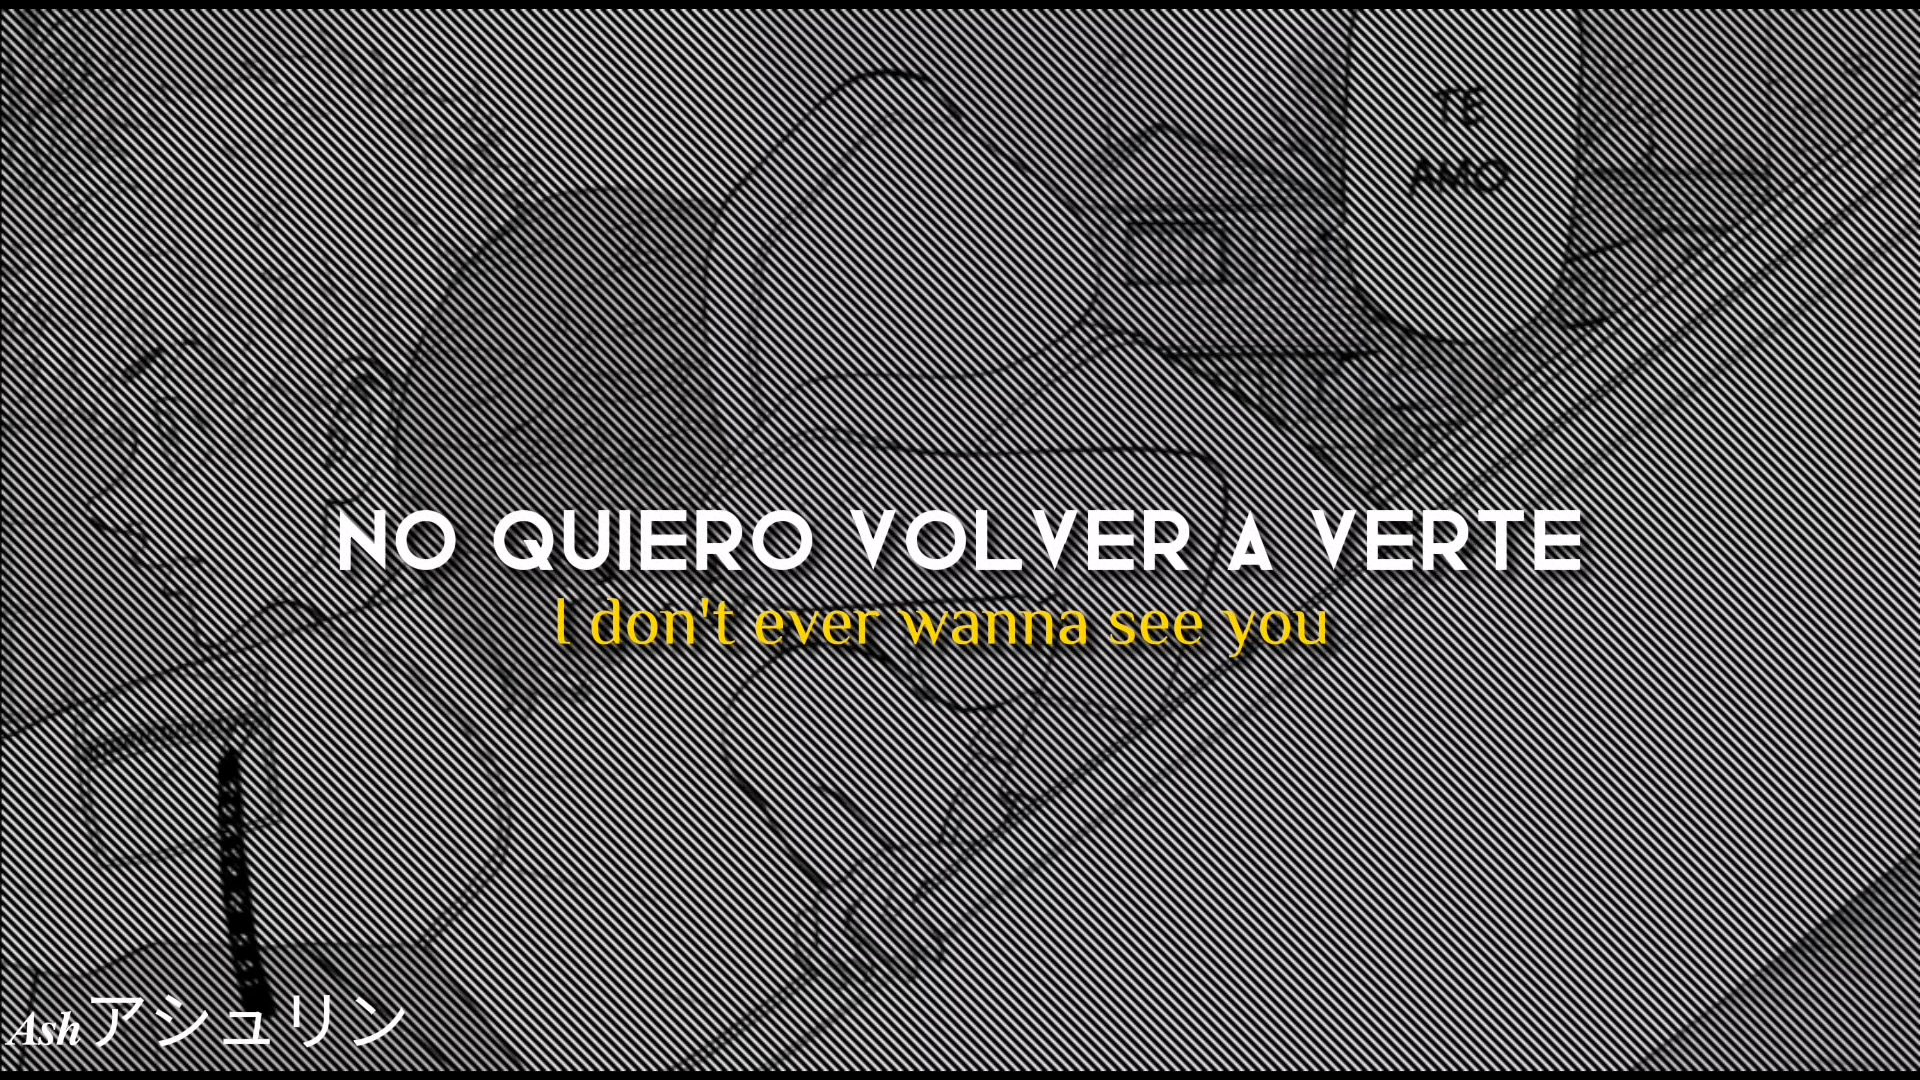 TE
AMO
NO QUIERO VOLVER A VERTE
I don't ever wanna see you
Ashアシュリン